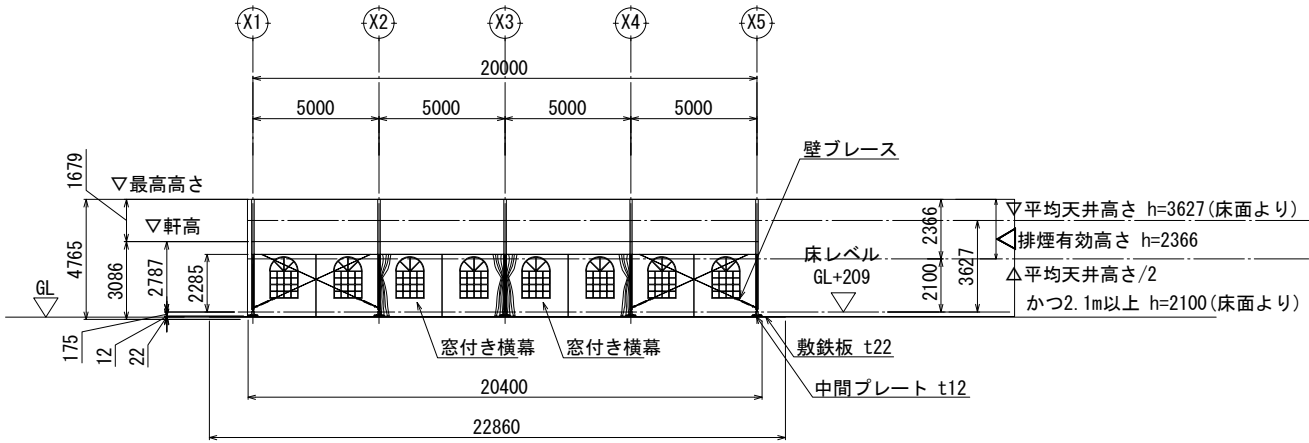 X1 X2 X3 X4 X5
20000
5000 5000 5000 5000
壁ブレース
1679
▽最高高さ
▽軒高
4765
3086
2787
2285
GL
床レベル
GL+209
2366
2100
3627
▽平均天井高さ h=3627(床面より)
排煙有効高さ h=2366
△平均天井高さ/2
かつ2.1m以上 h=2100(床面より)
175
12
22
窓付き横幕 窓付き横幕
敷鉄板 t22
中間プレート t12
20400
22860